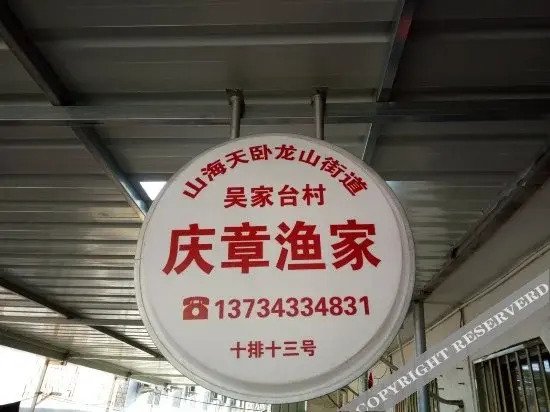 山海天卧龙山街道
吴家台村
庆章渔家
☎13734334831
十排十三号
COPYRIGHT RESERVED